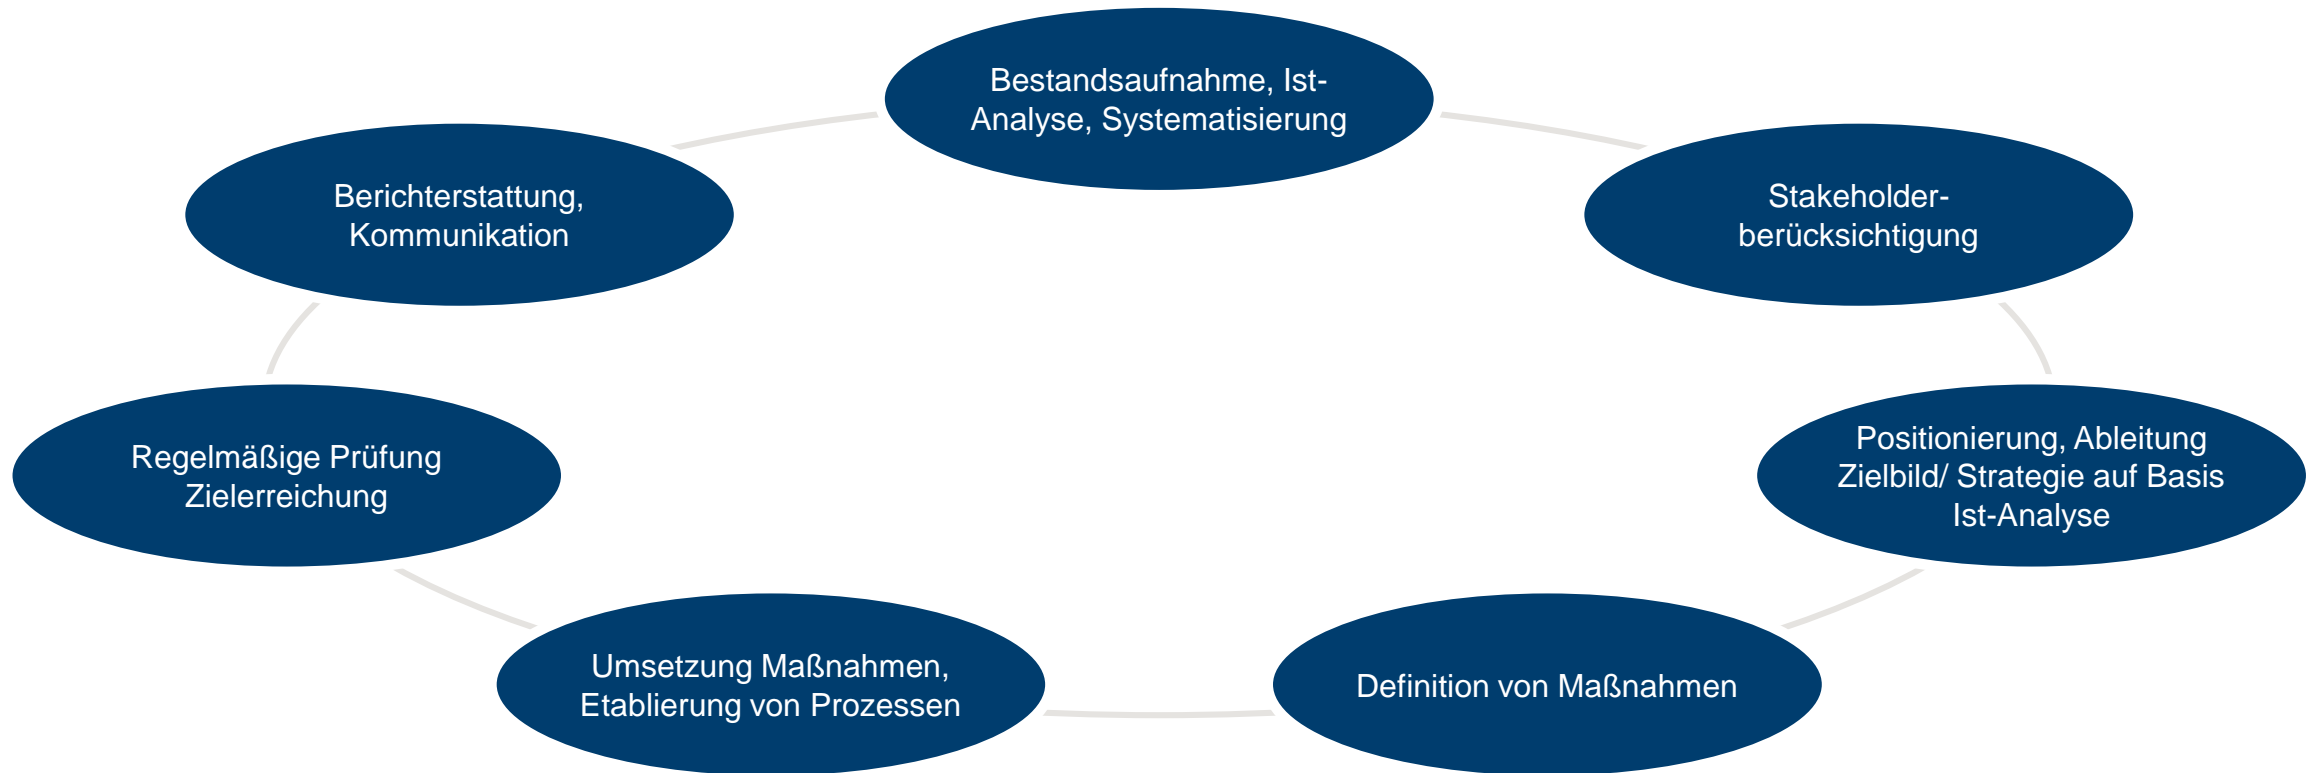 Bestandsaufnahme, Ist-
Analyse, Systematisierung
Stakeholder-
berücksichtigung
Positionierung, Ableitung
Zielbild/ Strategie auf Basis
Ist-Analyse
Definition von Maßnahmen
Umsetzung Maßnahmen,
Etablierung von Prozessen
Regelmäßige Prüfung
Zielerreichung
Berichterstattung,
Kommunikation